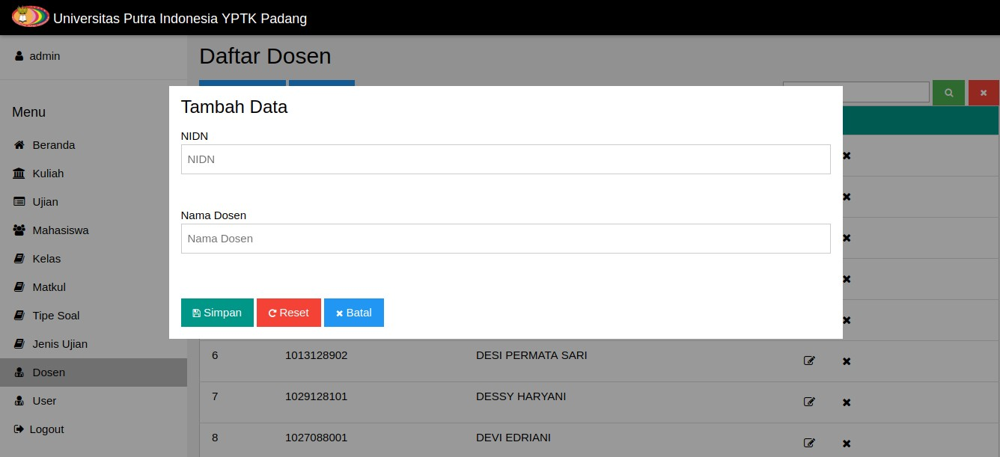 Universitas Putra Indonesia YPTK Padang
admin
Daftar Dosen
Menu
Beranda
Kuliah
Ujian
Mahasiswa
Kelas
Matkul
Tipe Soal
Jenis Ujian
Dosen
User
Logout
Tambah Data
NIDN
NIDN
Nama Dosen
Nama Dosen
Simpan Reset Batal
6 1013128902 DESI PERMATA SARI
7 1029128101 DESSY HARYANI
8 1027088001 DEVI EDRIANI